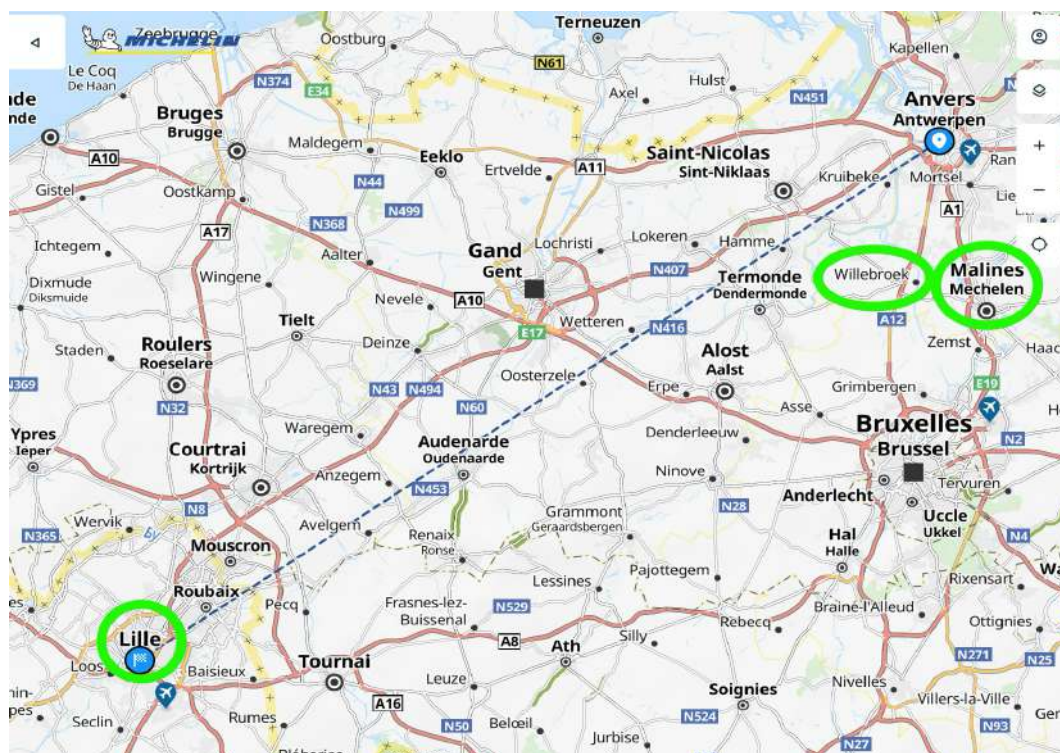 Terneuzen
Zeebrugge
MICHELIN
Oostburg
Kapellen
Le Coq
De Haan
N374
E34
N61
Axel
Hulst
N451
Anvers
Antwerpen
Bruges
Brugge
Maldegem
A10
Eeklo
Ertvelde
A11
Saint-Nicolas
Sint-Niklaas
Kruibeke
Mortsel
Gistel
Oostkamp
N44
N499
N368
A17
A1
Ichtegem
Aalter
Gand
Gent
Lochristi
Lokeren
Hamme
N407
Willebroek
Malines
Mechelen
Dixmude
Diksmuide
Wingene
Nevele
A10
Termonde
Dendermonde
Tielt
E17
Wetteren
N416
A12
Zemst
Staden
Roulers
Roeselare
Deinze
Alost
Aalst
N369
N43
N494
Oosterzele
Erpe
Grimbergen
E19
N32
N60
Asse
Ypres
Ieper
Waregem
Audenarde
Oudenaarde
Denderleeuw
Bruxelles
Brussel
N2
Courtrai
Kortrijk
Anzegem
N453
Ninove
Anderlecht
Tervuren
N8
N28
Wervik
N365
Avelgem
Grammont
Geraardsbergen
Uccle
Ukkel
N4
Mouscron
Renaix
Ronse
Hal
Halle
Roubaix
Lessines
Pajottegem
Rixensart
Lille
Pecq
Frasnes-lez-
Buissenal
N529
Rebecq
Braine-l'Alleud
Ottignies
A8
Silly
Loos
Baisieux
Tournai
Leuze
Ath
N271
N25
A16
Soignies
Nivelles
Villers-la-Ville
Seclin
Rumes
N50
Belœil
Jurbise
N524
N27
N93